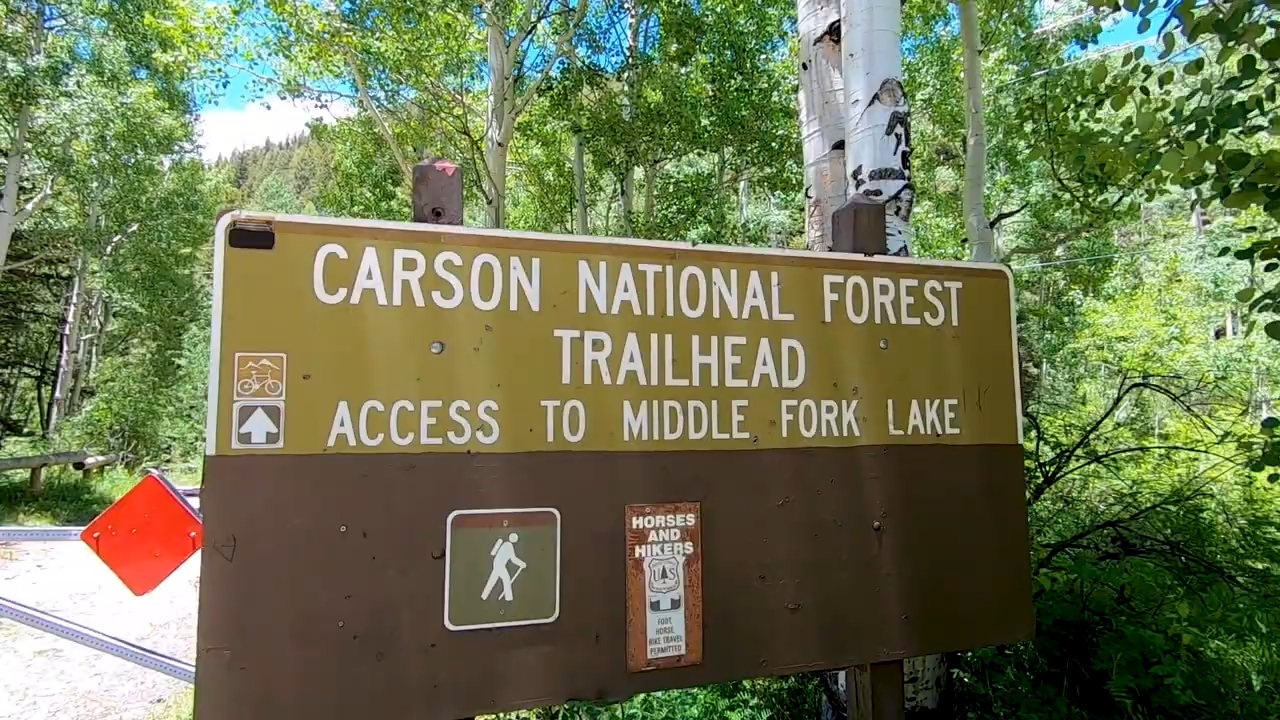 CARSON NATIONAL FOREST
TRAILHEAD
ACCESS TO MIDDLE FORK LAKE
HORSES
AND
HIKERS
U S
FOOT,
HORSE,
BIKE TRAVEL
PERMITTED